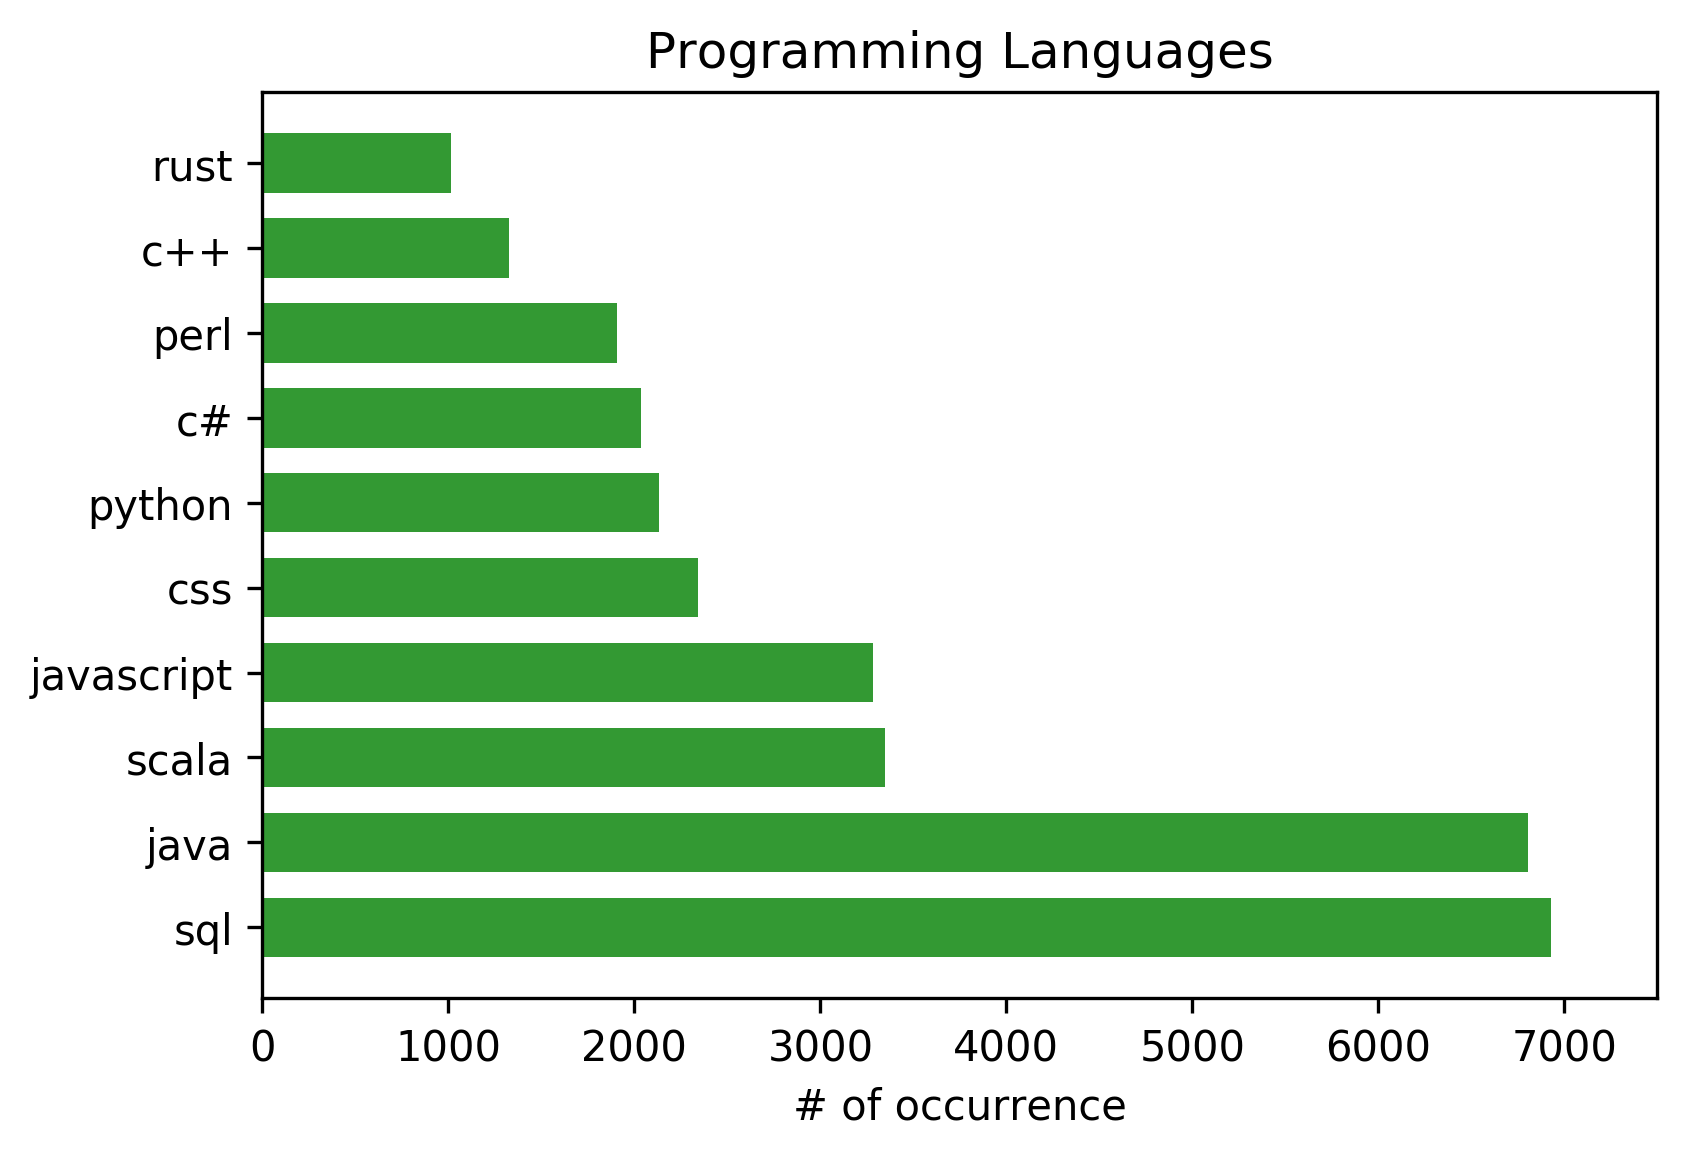 Programming Languages
rust
c++
perl
c#
python
css
javascript
scala
java
sql
0 1000 2000 3000 4000 5000 6000 7000
# of occurrence